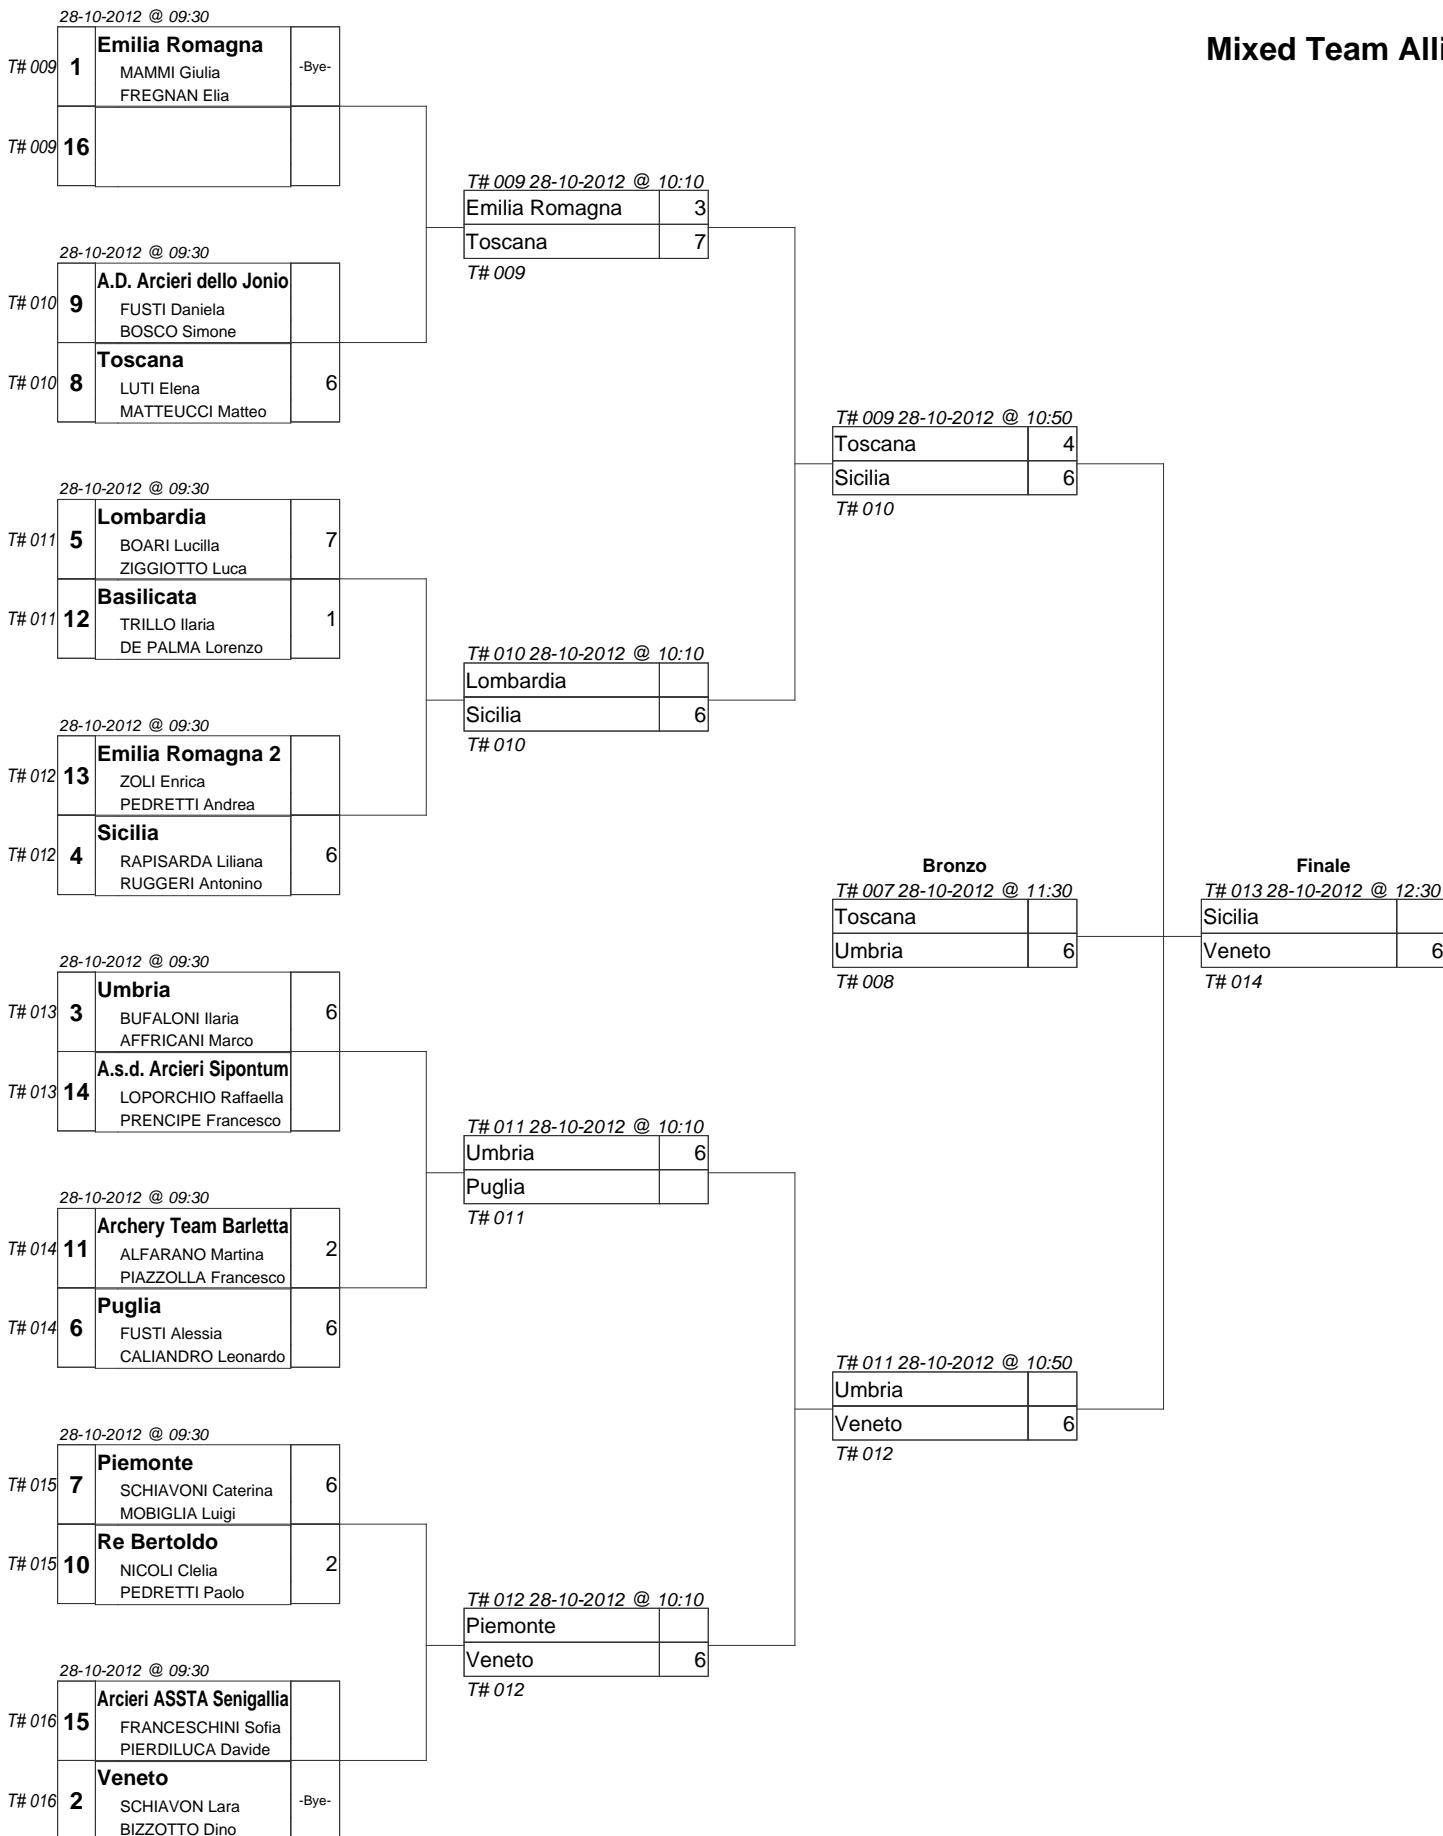 Mixed Team Alli
28-10-2012 @ 09:30
T# 009 1 Emilia Romagna -Bye-
MAMMI Giulia
FREGNAN Elia
T# 009 16
28-10-2012 @ 09:30
T# 010 9 A.D. Arcieri dello Jonio
FUSTI Daniela
BOSCO Simone
T# 010 8 Toscana 6
LUTI Elena
MATTEUCCI Matteo
28-10-2012 @ 09:30
T# 011 5 Lombardia 7
BOARI Lucilla
ZIGGIOTTO Luca
T# 011 12 Basilicata 1
TRILLO Ilaria
DE PALMA Lorenzo
28-10-2012 @ 09:30
T# 012 13 Emilia Romagna 2
ZOLI Enrica
PEDRETTI Andrea
T# 012 4 Sicilia 6
RAPISARDA Liliana
RUGGERI Antonino
28-10-2012 @ 09:30
T# 013 3 Umbria 6
BUFALONI Ilaria
AFFRICANI Marco
T# 013 14 A.s.d. Arcieri Sipontum
LOPORCHIO Raffaella
PRENCIPE Francesco
28-10-2012 @ 09:30
T# 014 11 Archery Team Barletta 2
ALFARANO Martina
PIAZZOLLA Francesco
T# 014 6 Puglia 6
FUSTI Alessia
CALIANDRO Leonardo
28-10-2012 @ 09:30
T# 015 7 Piemonte 6
SCHIAVONI Caterina
MOBIGLIA Luigi
T# 015 10 Re Bertoldo 2
NICOLI Clelia
PEDRETTI Paolo
28-10-2012 @ 09:30
T# 016 15 Arcieri ASSTA Senigallia
FRANCESCHINI Sofia
PIERDILUCA Davide
T# 016 2 Veneto -Bye-
SCHIAVON Lara
BIZZOTTO Dino
T# 009 28-10-2012 @ 10:10
Emilia Romagna 3
Toscana 7
T# 009
T# 010 28-10-2012 @ 10:10
Lombardia
Sicilia 6
T# 010
T# 011 28-10-2012 @ 10:10
Umbria 6
Puglia
T# 011
T# 012 28-10-2012 @ 10:10
Piemonte
Veneto 6
T# 012
T# 009 28-10-2012 @ 10:50
Toscana 4
Sicilia 6
T# 010
T# 011 28-10-2012 @ 10:50
Umbria
Veneto 6
T# 012
Bronzo
T# 007 28-10-2012 @ 11:30
Toscana
Umbria 6
T# 008
Finale
T# 013 28-10-2012 @ 12:30
Sicilia
Veneto 6
T# 014